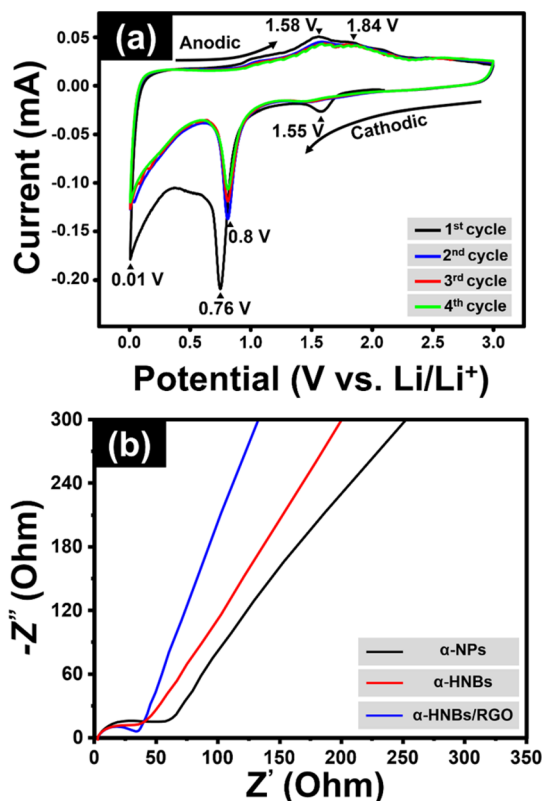 (a)
Anodic
1.58 V
1.84 V
1.55 V
Cathodic
0.8 V
0.01 V
0.76 V
1st cycle
2nd cycle
3rd cycle
4th cycle
0.05
0.00
-0.05
-0.10
-0.15
-0.20
Current (mA)
0.0 0.5 1.0 1.5 2.0 2.5 3.0
Potential (V vs. Li/Li+)
(b)
300
240
180
120
60
0
-Z” (Ohm)
α-NPs
α-HNBs
α-HNBs/RGO
0 50 100 150 200 250 300 350
Z’ (Ohm)